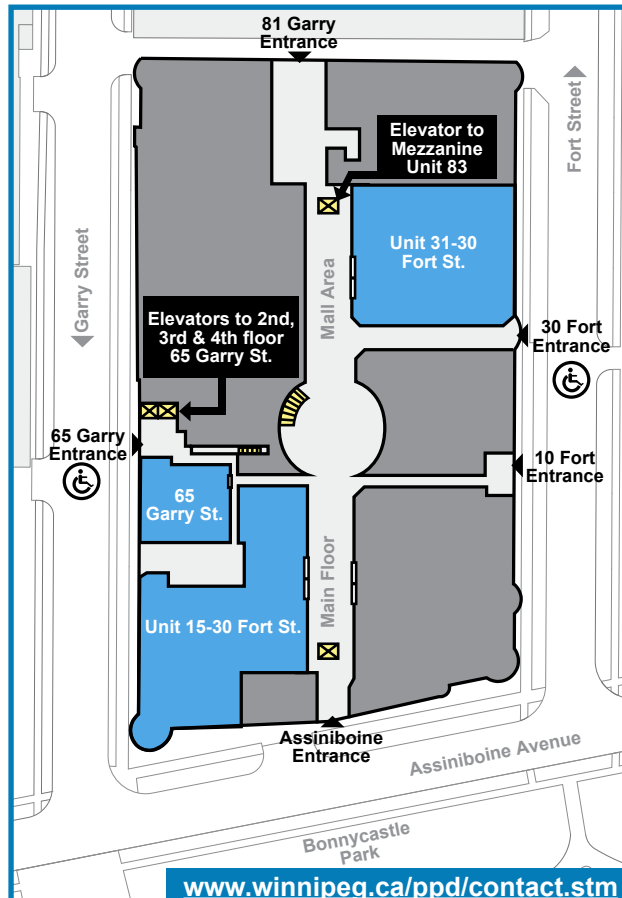 81 Garry
Entrance
Fort Street
Elevator to
Mezzanine
Unit 83
Garry Street
Unit 31-30
Fort St.
Mall Area
Elevators to 2nd,
3rd & 4th floor
65 Garry St.
30 Fort
Entrance
65 Garry
Entrance
10 Fort
Entrance
65
Garry St.
Main Floor
Unit 15-30 Fort St.
Assiniboine
Entrance
Assiniboine Avenue
Bonnycastle
Park
www.winnipeg.ca/ppd/contact.stm